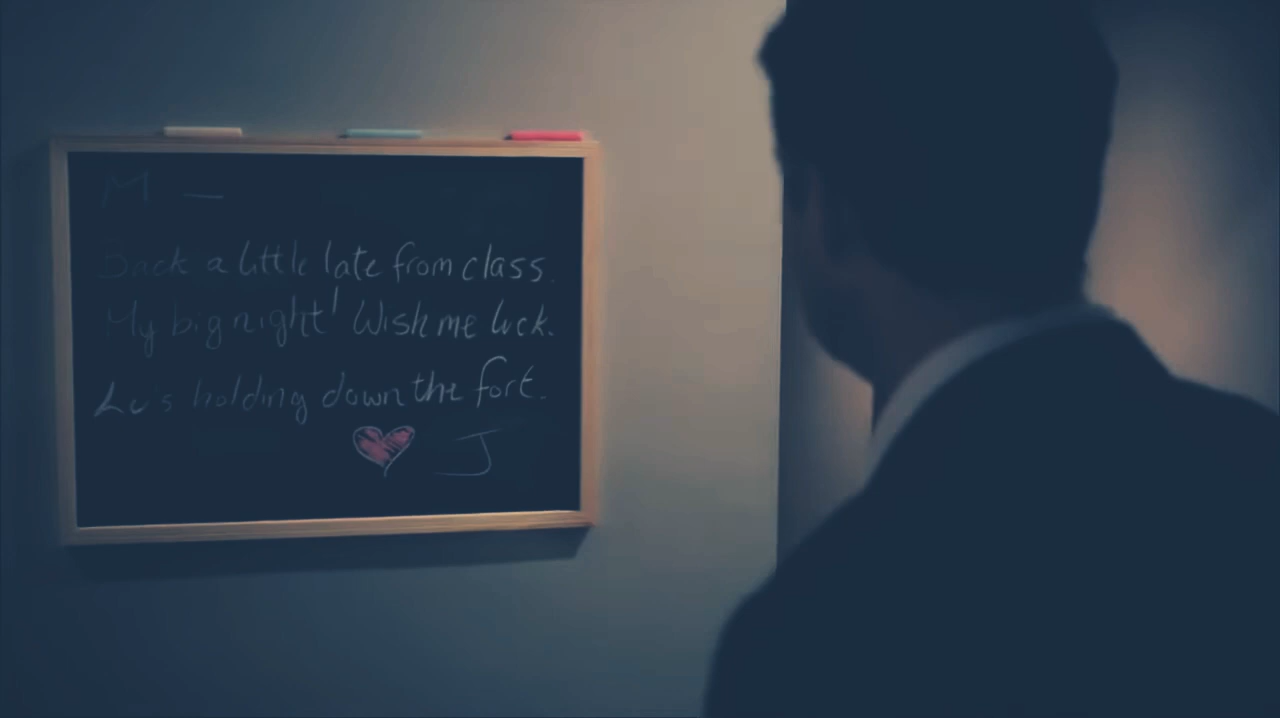 M —
Back a little late from class.
My big night! Wish me luck.
Lu's holding down the fort.
J